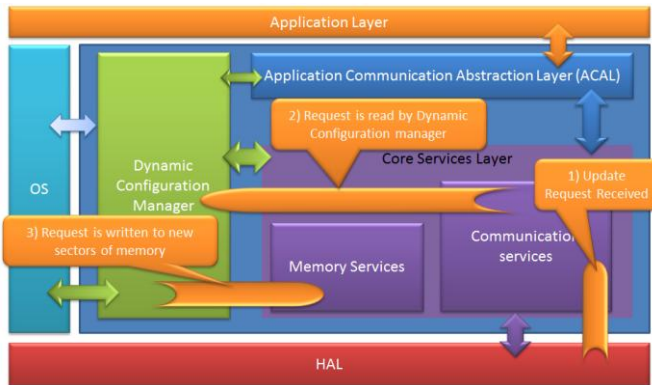 Application Layer
Application Communication Abstraction Layer (ACAL)
2) Request is read by Dynamic
Configuration manager
Core Services Layer
1) Update
Request Received
OS
Dynamic
Configuration
Manager
3) Request is written to new
sectors of memory
Memory Services
Communication
services
HAL